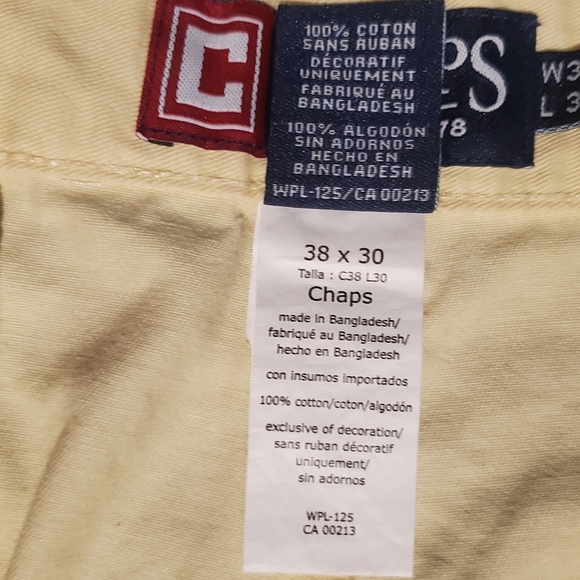 C
100% COTON
SANS RUBAN
DÉCORATIF
UNIQUEMENT
FABRIQUÉ AU
BANGLADESH
100% ALGODÓN
SIN ADORNOS
HECHO EN
BANGLADESH
WPL-125/CA 00213
PS
78
W3
L 3
38 x 30
Talla : C38 L30
Chaps
made in Bangladesh/
fabriqué au Bangladesh/
hecho en Bangladesh
con insumos importados
100% cotton/coton/algodón
exclusive of decoration/
sans ruban décoratif
uniquement/
sin adornos
WPL-125
CA 00213